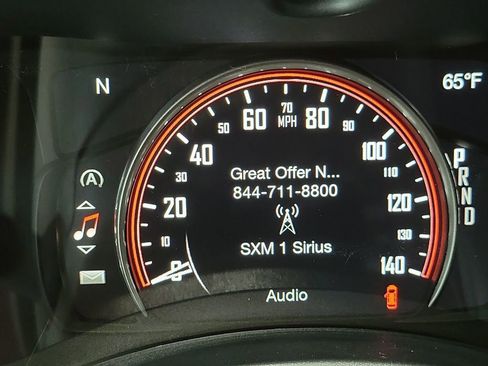 N
65°F
70
MPH
60
80
50
90
40
100
30
110
20
120
10
130
0
140
Great Offer N...
844-711-8800
SXM 1 Sirius
Audio
A
P
R
N
D